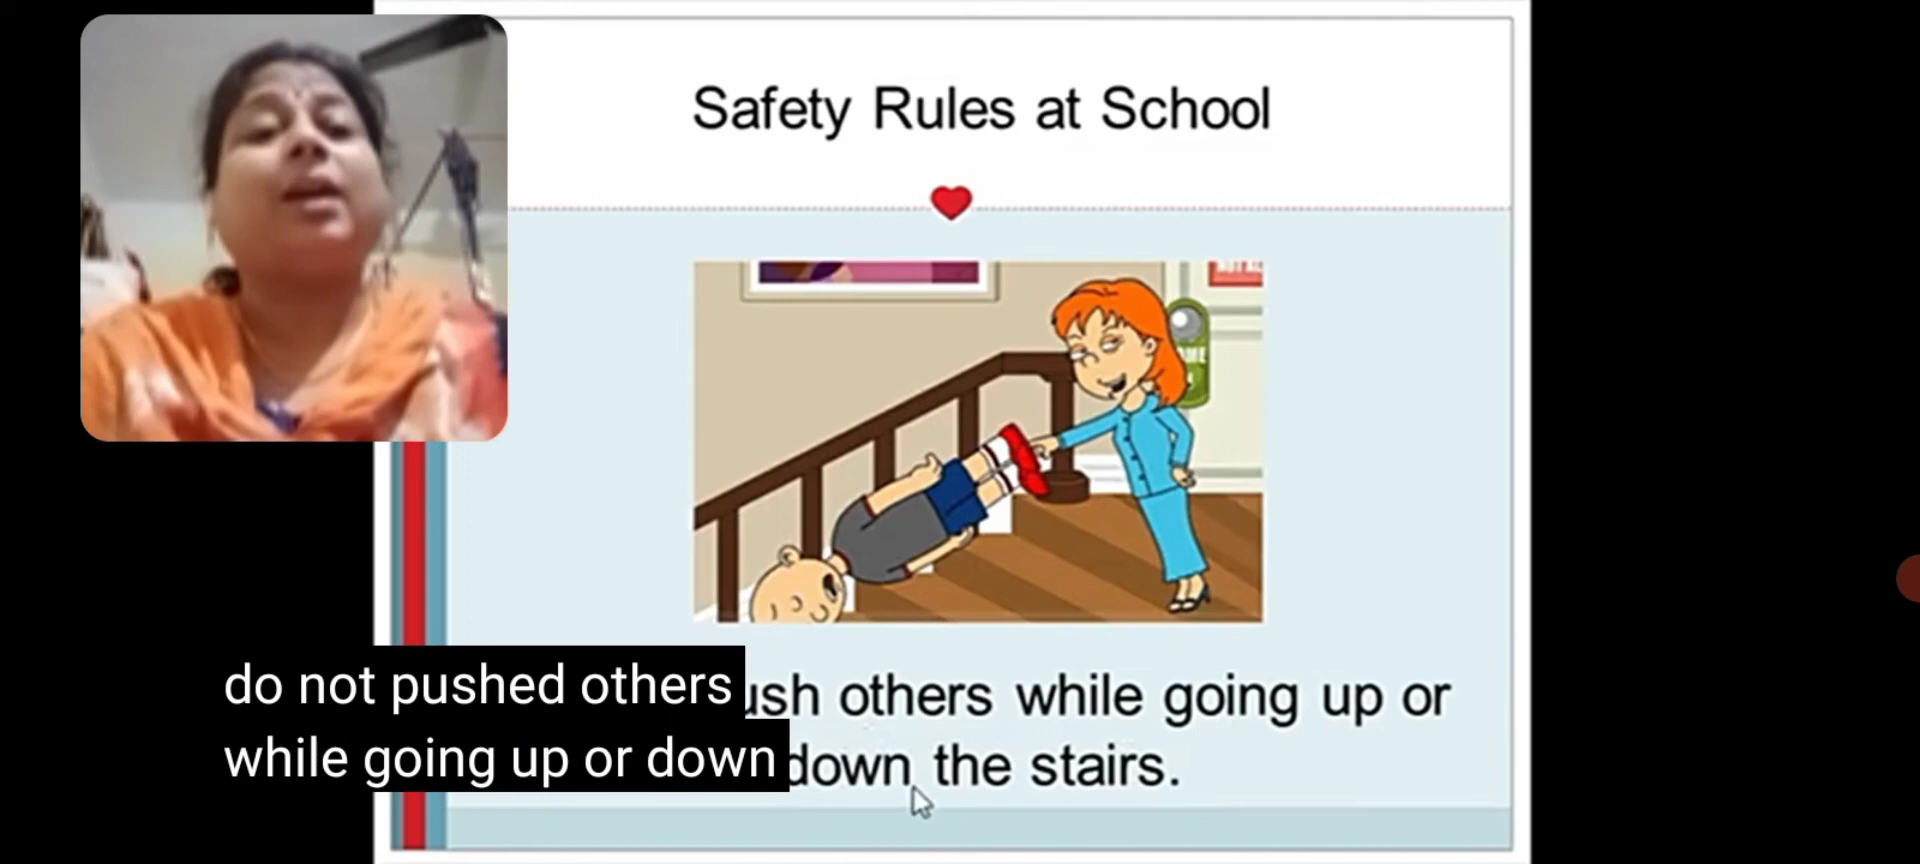 Safety Rules at School
do not pushed others
while going up or down
ush others while going up or
down the stairs.